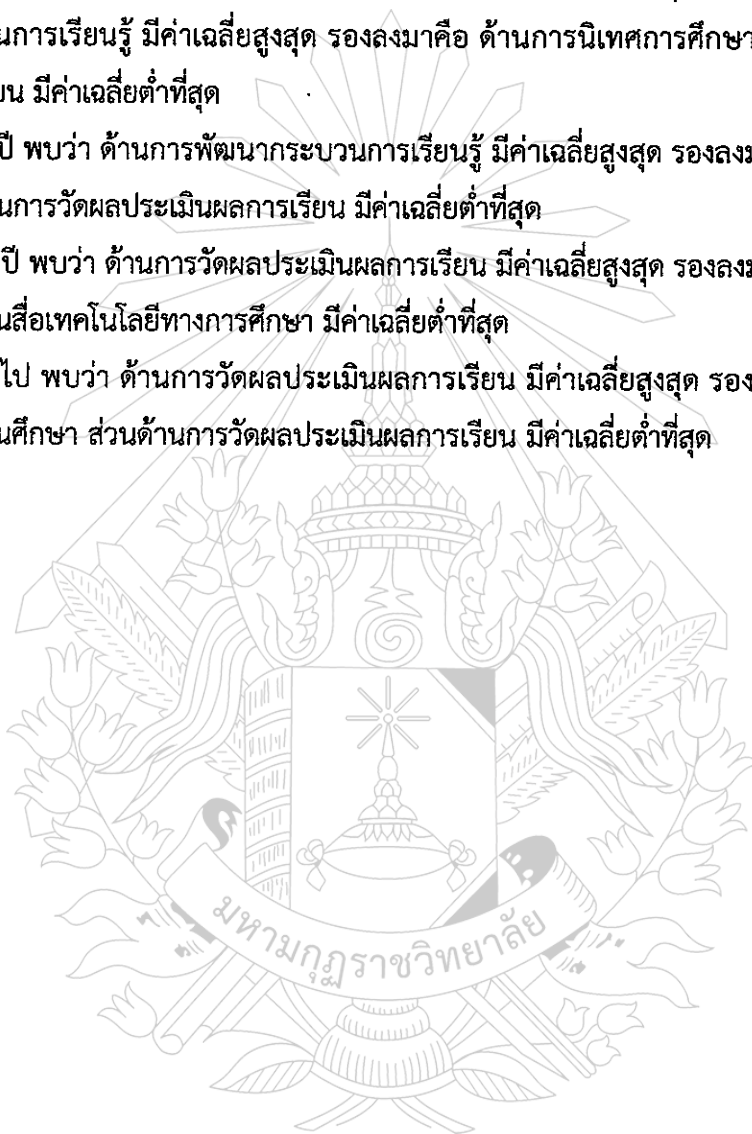 นการเรียนรู้ มีค่าเฉลี่ยสูงสุด รองลงมาคือ ด้านการนิเทศการศึกษา
มีค่าเฉลี่ยต่ำที่สุด
ปี พบว่า ด้านการพัฒนากระบวนการเรียนรู้ มีค่าเฉลี่ยสูงสุด รองลงม
นการวัดผลประเมินผลการเรียน มีค่าเฉลี่ยต่ำที่สุด
ปี พบว่า ด้านการวัดผลประเมินผลการเรียน มีค่าเฉลี่ยสูงสุด รองลงม
นสื่อเทคโนโลยีทางการศึกษา มีค่าเฉลี่ยต่ำที่สุด
ไป พบว่า ด้านการวัดผลประเมินผลการเรียน มีค่าเฉลี่ยสูงสุด รอง
นศึกษา ส่วนด้านการวัดผลประเมินผลการเรียน มีค่าเฉลี่ยต่ำที่สุด
มหามกุฏราชวิทยาลัย